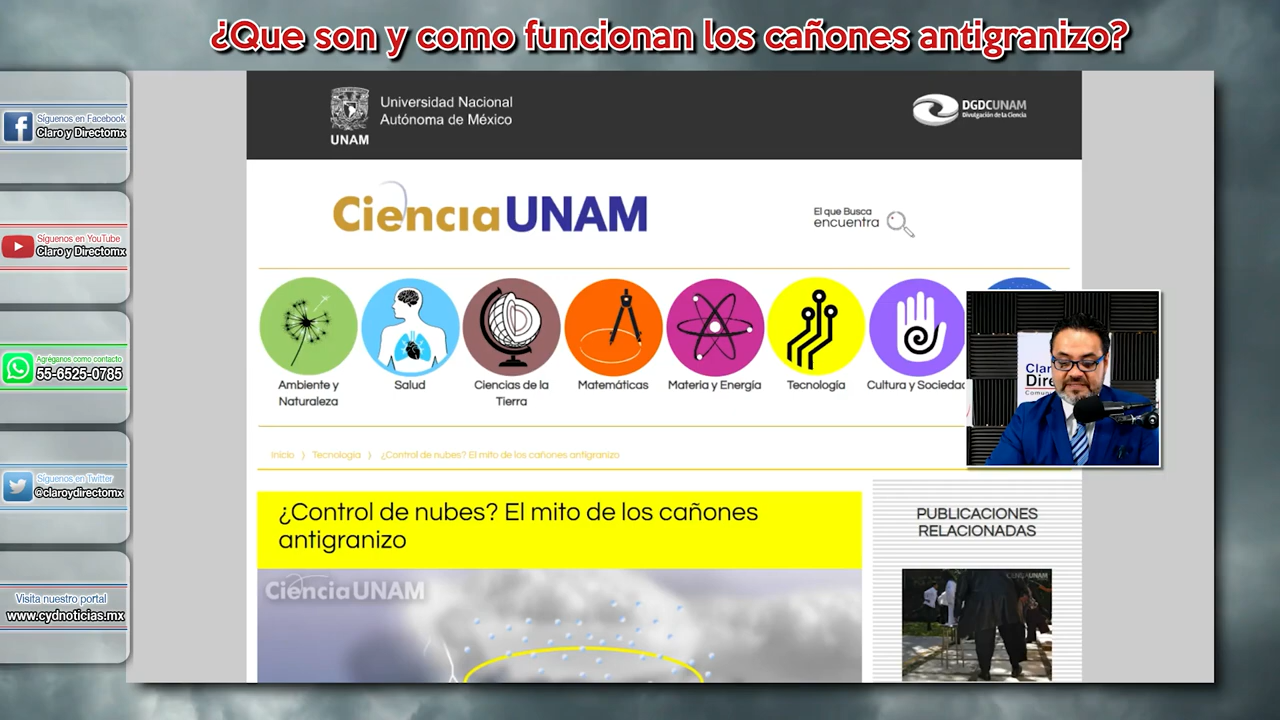 ¿Que son y como funcionan los cañones antigranizo?
Síguenos en Facebook
Claro y Directomx
Síguenos en YouTube
Claro y Directomx
Agréganos como contacto
55-6525-0785
Síguenos en Twitter
@claroydirectomx
Visita nuestro portal
www.cydnoticias.mx
Universidad Nacional
Autónoma de México
UNAM
DGDCUNAM
Divulgación de la Ciencia
CienciaUNAM
El que Busca
encuentra
Ambiente y
Naturaleza
Salud
Ciencias de la
Tierra
Matemáticas
Materia y Energía
Tecnología
Cultura y Sociedad
Inicio
Tecnología
¿Control de nubes? El mito de los cañones antigranizo
¿Control de nubes? El mito de los cañones
antigranizo
CienciaUNAM
PUBLICACIONES
RELACIONADAS
CIENCIAUNAM